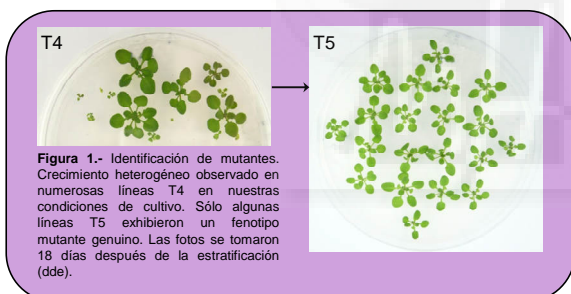 T4
T5
Figura 1.- Identificación de mutantes.
Crecimiento heterogéneo observado en
numerosas líneas T4 en nuestras
condiciones de cultivo. Sólo algunas
líneas T5 exhibieron un fenotipo
mutante genuino. Las fotos se tomaron
18 días después de la estratificación
(dde).